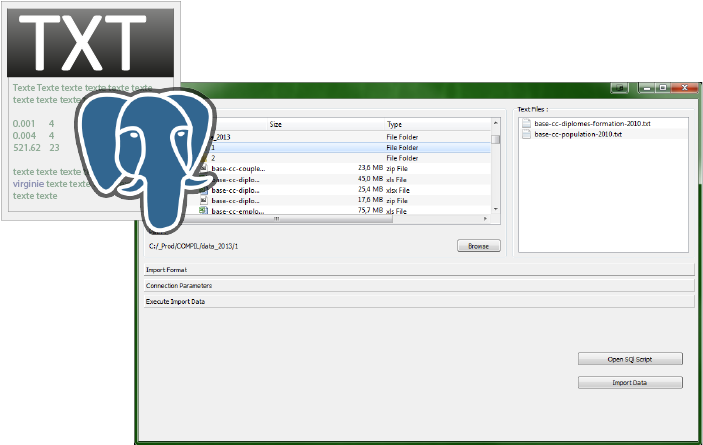 TXT
Texte Texte texte texte texte texte
texte texte texte
0.001 4
0.004 4
521.62 23
texte texte texte
virginie texte texte
texte texte
Size Type
_2013 File Folder
1 File Folder
2 File Folder
base-cc-couple... 23,6 MB zip File
base-cc-diplo... 45,0 MB xls File
base-cc-diplo... 25,4 MB xlsx File
base-cc-diplo... 17,6 MB zip File
base-cc-emplo... 75,7 MB xls File
Text Files :
base-cc-diplomes-formation-2010.txt
base-cc-population-2010.txt
C:/_Prod/COMPIL/data_2013/1
Browse
Import Format
Connection Parameters
Execute Import Data
Open SQl Script
Import Data